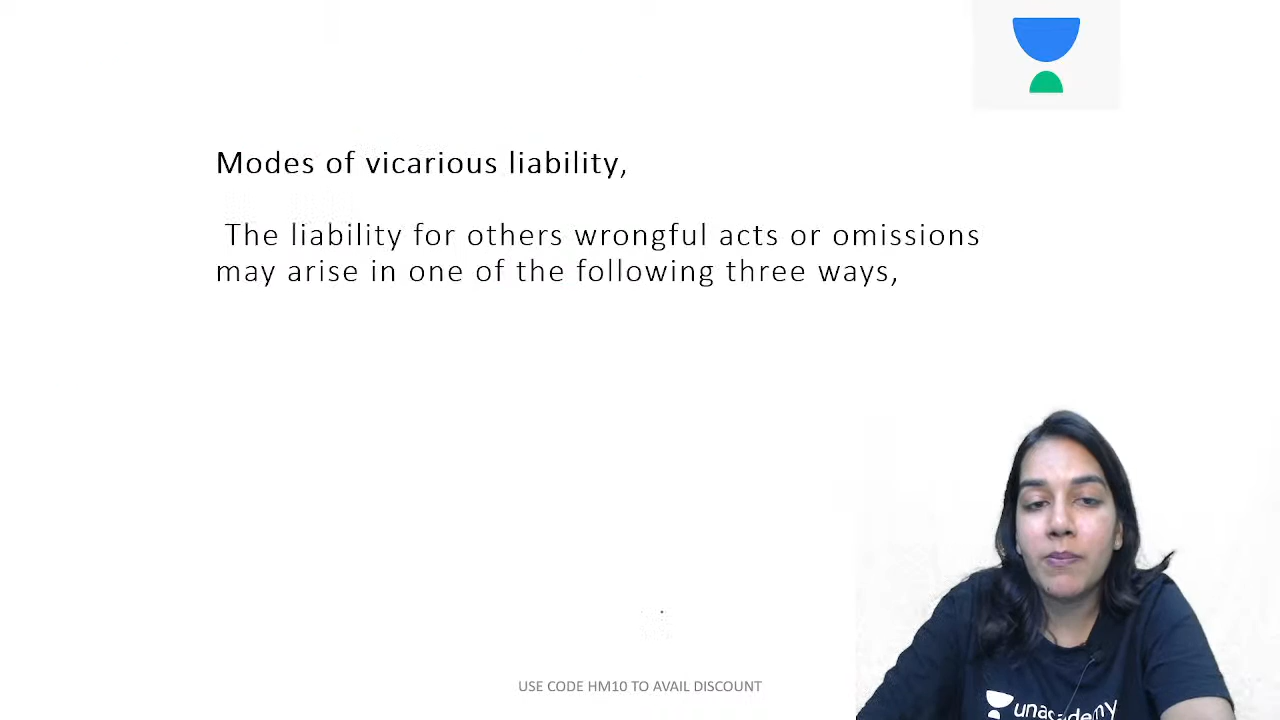 Modes of vicarious liability,
The liability for others wrongful acts or omissions
may arise in one of the following three ways,
unacademy
USE CODE HM10 TO AVAIL DISCOUNT